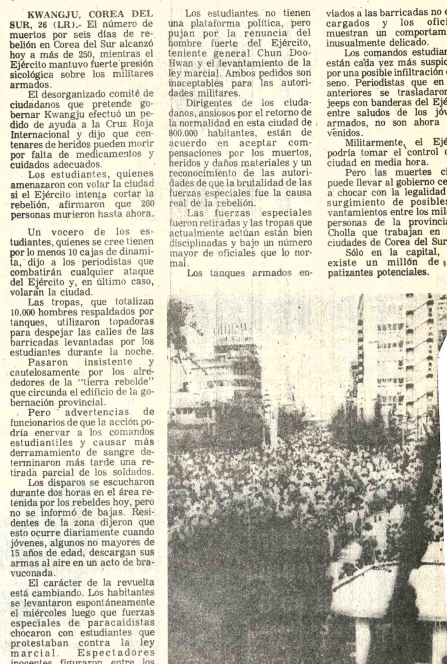 KWANGJU, COREA DEL
SUR, 26 (LR).- El número de
muertos por seis días de re-
belión en Corea del Sur alcanzó
hoy a más de 250, mientras el
Ejército mantuvo fuerte presión
sicológica sobre los militares
armados.
El desorganizado comité de
ciudadanos que pretende go-
bernar Kwangju efectuó un pe-
dido de ayuda a la Cruz Roja
Internacional y dijo que cen-
tenares de heridos pueden morir
por falta de medicamentos y
cuidados adecuados.
Los estudiantes, quienes
amenazaron con volar la ciudad
si el Ejército intenta cortar la
rebelión, afirmaron que 260
personas murieron hasta ahora.
Un vocero de los es-
tudiantes, quienes se cree tienen
por lo menos 10 cajas de dinami-
ta, dijo a los periodistas que
combatirán cualquier ataque
del Ejército y, en último caso,
volarán la ciudad.
Las tropas, que totalizan
10.000 hombres respaldados por
tanques, utilizaron topadoras
para despejar las calles de las
barricadas levantadas por los
estudiantes durante la noche.
Pasaron insistente y
cautelosamente por los alre-
dedores de la "tierra rebelde"
que circunda el edificio de la go-
bernación provincial.
Pero advertencias de
funcionarios de que la acción po-
dría enervar a los comandos
estudiantiles y causar más
derramamiento de sangre de-
terminaron más tarde una re-
tirada parcial de los soldados.
Los disparos se escucharon
durante dos horas en el área re-
tenida por los rebeldes hoy, pero
no se informó de bajas. Resi-
dentes de la zona dijeron que
esto ocurre diariamente cuando
jóvenes, algunos no mayores de
15 años de edad, descargan sus
armas al aire en un acto de bra-
vuconada.
El carácter de la revuelta
está cambiando. Los habitantes
se levantaron espontáneamente
el miércoles luego que fuerzas
especiales de paracaidistas
chocaron con estudiantes que
protestaban contra la ley
marcial. Espectadores
inocentes figuraron entre los
Los estudiantes no tienen
una plataforma política, pero
pujan por la renuncia del
hombre fuerte del Ejército,
teniente general Chun Doo-
Hwan y el levantamiento de la
ley marcial. Ambos pedidos son
inaceptables para las autori-
dades militares.
Dirigentes de los ciuda-
danos, ansiosos por el retorno de
la normalidad en esta ciudad de
800.000 habitantes, están de
acuerdo en aceptar com-
pensaciones por los muertos,
heridos y daños materiales y un
reconocimiento de las autori-
dades de que la brutalidad de las
fuerzas especiales fue la causa
real de la rebelión.
Las fuerzas especiales
fueron retiradas y las tropas que
actualmente actúan están bien
disciplinadas y bajo un número
mayor de oficiales que lo nor-
mal.
Los tanques armados en-
viados a las barricadas no e
cargados y los ofic
muestran un comportam
inusualmente delicado.
Los comandos estudian
están cada vez más suspic
por una posible infiltración e
seno. Periodistas que en
anteriores se trasladaron
jeeps con banderas del Ejé
entre saludos de los jóv
armados, no son ahora
venidos.
Militarmente, el Ejé
podría tomar el control d
ciudad en media hora.
Pero las muertes ci
puede llevar al gobierno ce
a chocar con la legalidad
surgimiento de posibles
vantamientos entre los mil
personas de la provincia
Cholla que trabajan en
ciudades de Corea del Sur
Sólo en la capital,
existe un millón de s
patizantes potenciales.